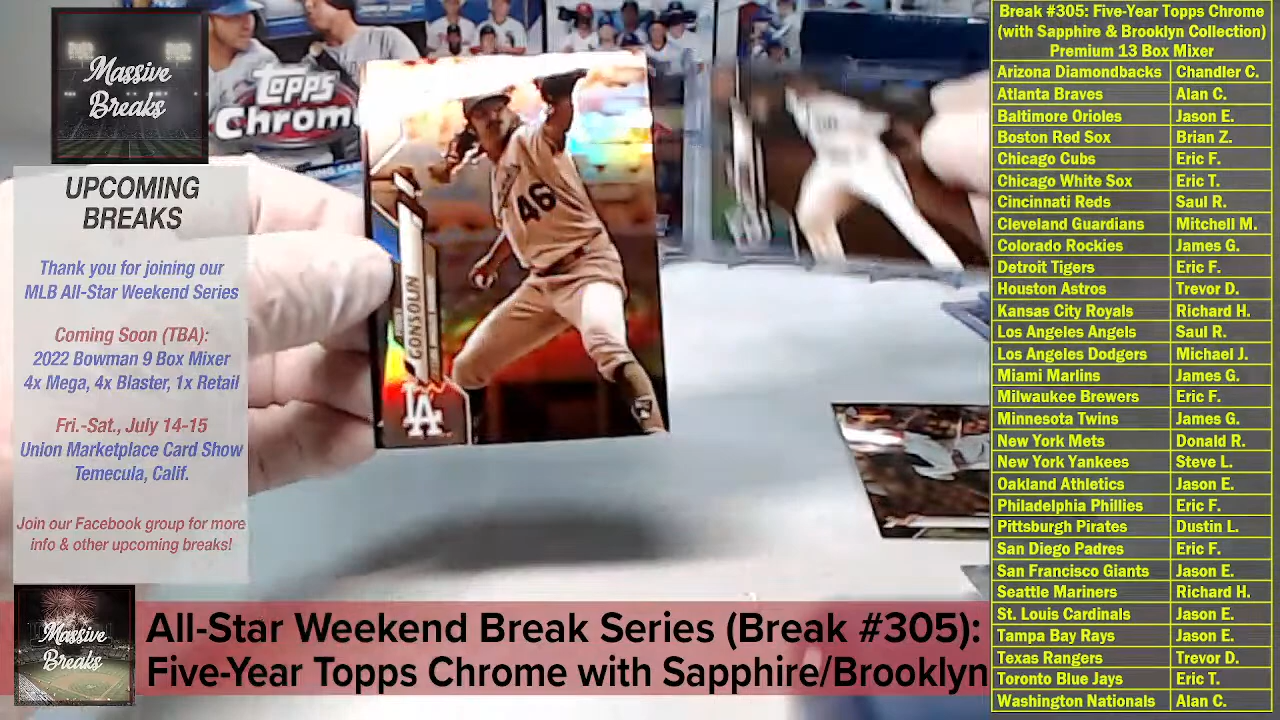 Massive
Breaks
UPCOMING
BREAKS
Thank you for joining our
MLB All-Star Weekend Series
Coming Soon (TBA):
2022 Bowman 9 Box Mixer
4x Mega, 4x Blaster, 1x Retail
Fri.-Sat., July 14-15
Union Marketplace Card Show
Temecula, Calif.
Join our Facebook group for more
info & other upcoming breaks!
Topps
Chrome
46
GONSOLIN
LA
Massive
Breaks
All-Star Weekend Break Series (Break #305):
Five-Year Topps Chrome with Sapphire/Brooklyn
Break #305: Five-Year Topps Chrome
(with Sapphire & Brooklyn Collection)
Premium 13 Box Mixer
Arizona Diamondbacks Chandler C.
Atlanta Braves Alan C.
Baltimore Orioles Jason E.
Boston Red Sox Brian Z.
Chicago Cubs Eric F.
Chicago White Sox Eric T.
Cincinnati Reds Saul R.
Cleveland Guardians Mitchell M.
Colorado Rockies James G.
Detroit Tigers Eric F.
Houston Astros Trevor D.
Kansas City Royals Richard H.
Los Angeles Angels Saul R.
Los Angeles Dodgers Michael J.
Miami Marlins James G.
Milwaukee Brewers Eric F.
Minnesota Twins James G.
New York Mets Donald R.
New York Yankees Steve L.
Oakland Athletics Jason E.
Philadelphia Phillies Eric F.
Pittsburgh Pirates Dustin L.
San Diego Padres Eric F.
San Francisco Giants Jason E.
Seattle Mariners Richard H.
St. Louis Cardinals Jason E.
Tampa Bay Rays Jason E.
Texas Rangers Trevor D.
Toronto Blue Jays Eric T.
Washington Nationals Alan C.